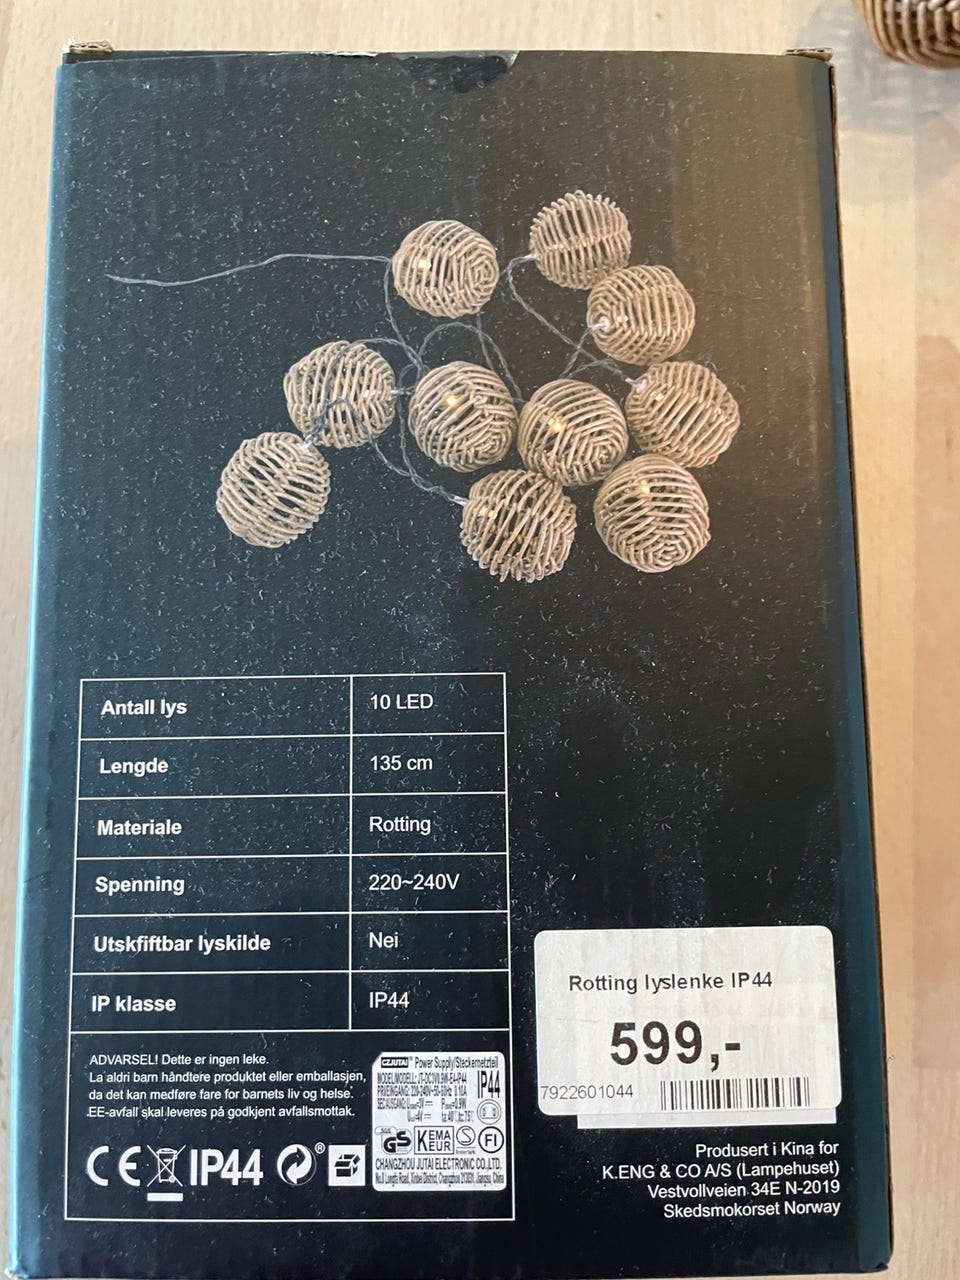 Antall lys 10 LED
Lengde 135 cm
Materiale Rotting
Spenning 220~240V
Utskfiftbar lyskilde Nei
IP klasse IP44
ADVARSEL! Dette er ingen leke.
La aldri barn håndtere produktet eller emballasjen,
da det kan medføre fare for barnets liv og helse.
EE-avfall skal leveres på godkjent avfallsmottak.
CE IP44
CZJUTAI® Power Supply/Steckernetzteil
IP44
SGS
GS
KEMA
EUR
S
Intertek
FI
CHANGZHOU JUTAI ELECTRONIC CO.,LTD.
Rotting lyslenke IP44
599,-
7922601044
Produsert i Kina for
K.ENG & CO A/S (Lampehuset)
Vestvollveien 34E N-2019
Skedsmokorset Norway